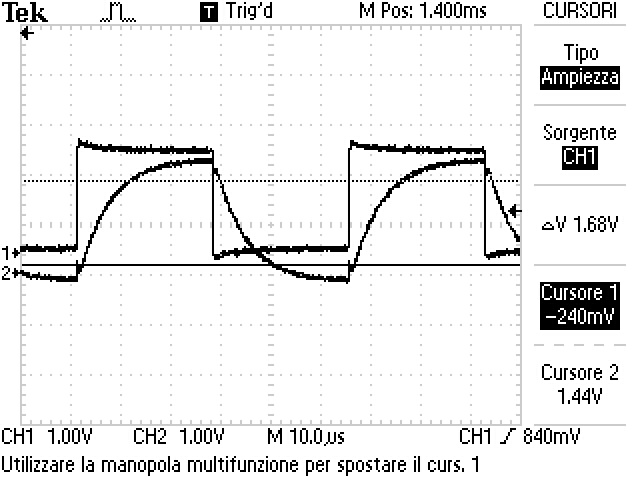 Tek
T Trig'd
M Pos: 1.400ms
CURSORI
Tipo
Ampiezza
Sorgente
CH1
△V 1.68V
Cursore 1
-240mV
Cursore 2
1.44V
1
2
CH1 1.00V
CH2 1.00V
M 10.0µs
CH1 / 840mV
Utilizzare la manopola multifunzione per spostare il curs. 1